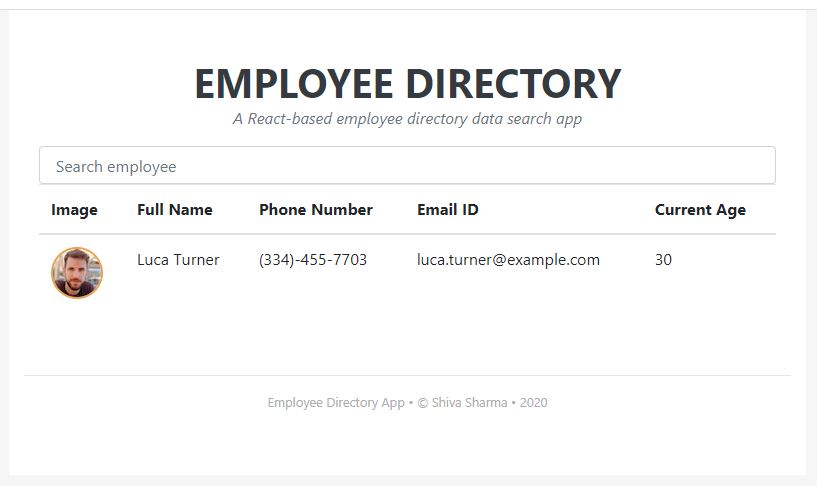 EMPLOYEE DIRECTORY
A React-based employee directory data search app
Search employee
Image Full Name Phone Number Email ID Current Age
Luca Turner (334)-455-7703 luca.turner@example.com 30
Employee Directory App • © Shiva Sharma • 2020